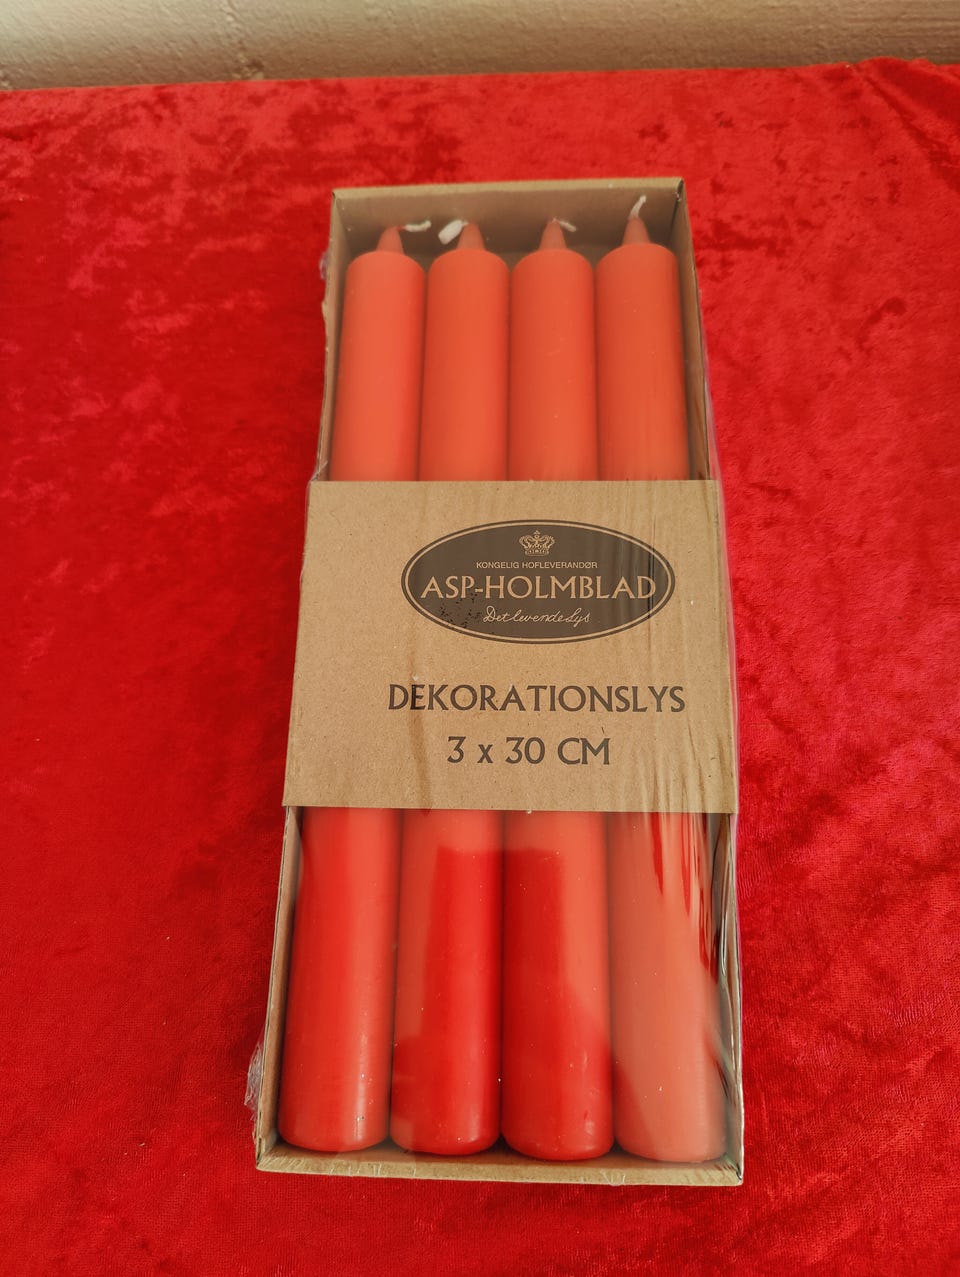 KONGELIG HOFLEVERANDØR
ASP-HOLMBLAD
Det levende Lys
DEKORATIONSLYS
3 x 30 CM